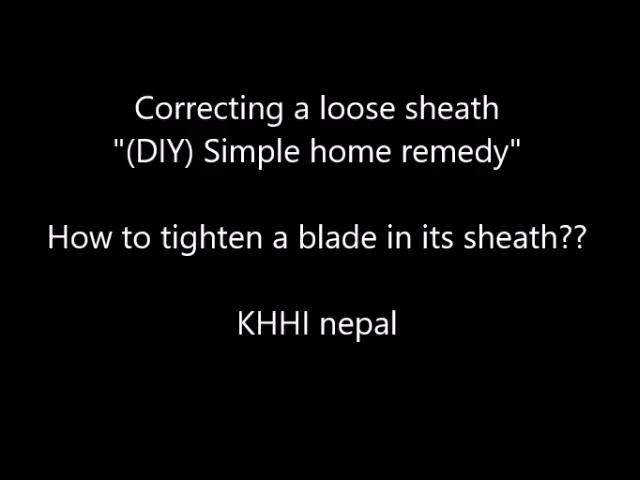 Correcting a loose sheath
"(DIY) Simple home remedy"
How to tighten a blade in its sheath??
KHHI nepal